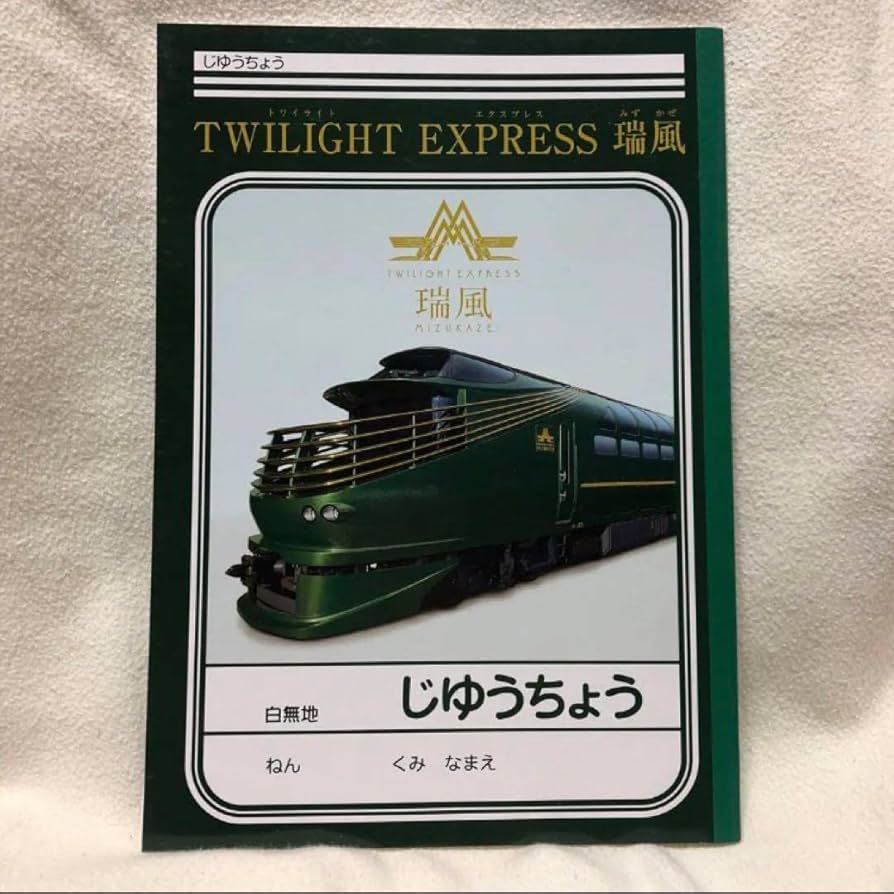 じゆうちょう
トワイライト エクスプレス みず かぜ
TWILIGHT EXPRESS 瑞風
TWILIGHT EXPRESS
瑞風
MIZUKAZE
白無地 じゆうちょう
ねん くみ なまえ